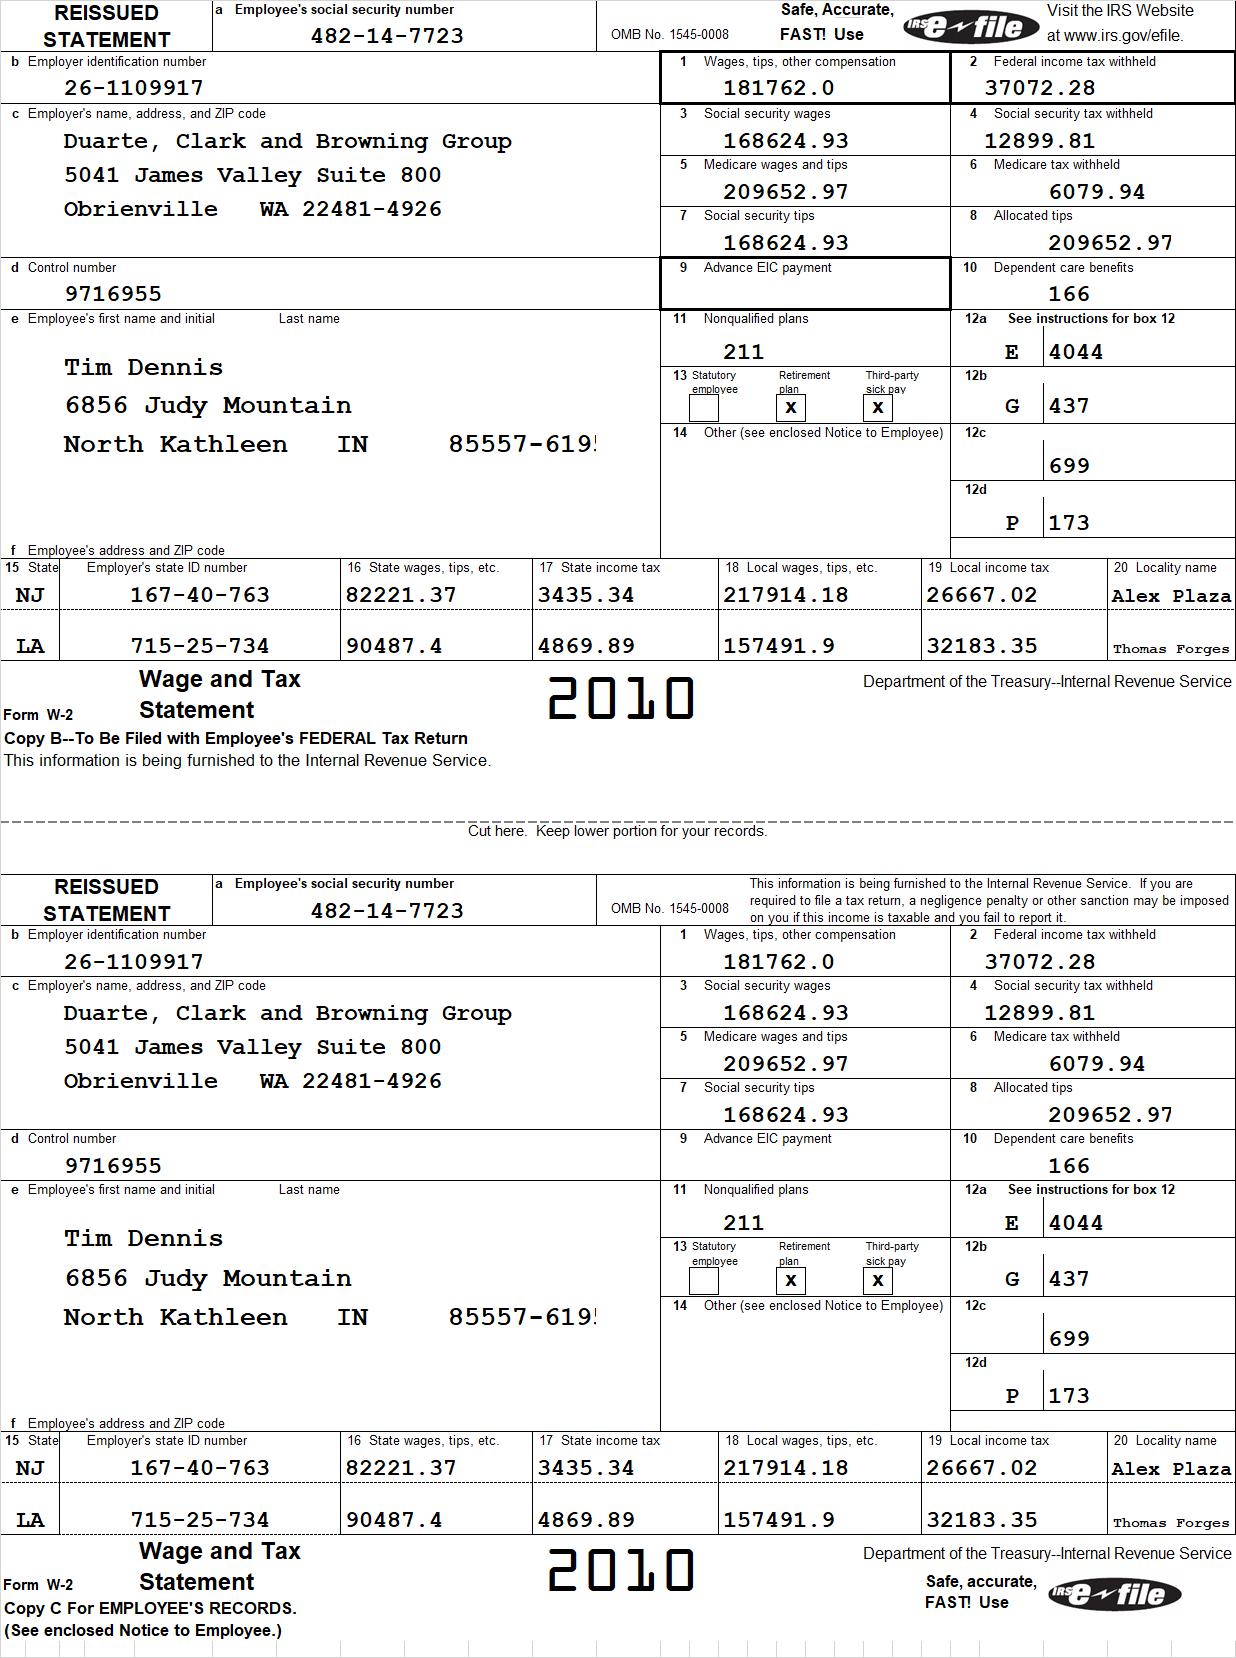 REISSUED STATEMENT
a Employee's social security number
482-14-7723
OMB No. 1545-0008
Safe, Accurate,
FAST! Use
IRS e-file
Visit the IRS Website
at www.irs.gov/efile.
b Employer identification number
26-1109917
1 Wages, tips, other compensation
181762.0
2 Federal income tax withheld
37072.28
c Employer's name, address, and ZIP code
Duarte, Clark and Browning Group
5041 James Valley Suite 800
Obrienville WA 22481-4926
3 Social security wages
168624.93
4 Social security tax withheld
12899.81
5 Medicare wages and tips
209652.97
6 Medicare tax withheld
6079.94
7 Social security tips
168624.93
8 Allocated tips
209652.97
d Control number
9716955
9 Advance EIC payment
10 Dependent care benefits
166
e Employee's first name and initial Last name
Tim Dennis
6856 Judy Mountain
North Kathleen IN 85557-619
f Employee's address and ZIP code
11 Nonqualified plans
211
12a See instructions for box 12
E 4044
13 Statutory employee Retirement plan Third-party sick pay
X X
12b
G 437
14 Other (see enclosed Notice to Employee)
12c
699
12d
P 173
15 State Employer's state ID number 16 State wages, tips, etc. 17 State income tax 18 Local wages, tips, etc. 19 Local income tax 20 Locality name
NJ 167-40-763 82221.37 3435.34 217914.18 26667.02 Alex Plaza
LA 715-25-734 90487.4 4869.89 157491.9 32183.35 Thomas Forges
Wage and Tax
Statement
Form W-2
2010
Department of the Treasury--Internal Revenue Service
Copy B--To Be Filed with Employee's FEDERAL Tax Return
This information is being furnished to the Internal Revenue Service.
Cut here. Keep lower portion for your records.
REISSUED STATEMENT
a Employee's social security number
482-14-7723
OMB No. 1545-0008
This information is being furnished to the Internal Revenue Service. If you are
required to file a tax return, a negligence penalty or other sanction may be imposed
on you if this income is taxable and you fail to report it.
b Employer identification number
26-1109917
1 Wages, tips, other compensation
181762.0
2 Federal income tax withheld
37072.28
c Employer's name, address, and ZIP code
Duarte, Clark and Browning Group
5041 James Valley Suite 800
Obrienville WA 22481-4926
3 Social security wages
168624.93
4 Social security tax withheld
12899.81
5 Medicare wages and tips
209652.97
6 Medicare tax withheld
6079.94
7 Social security tips
168624.93
8 Allocated tips
209652.97
d Control number
9716955
9 Advance EIC payment
10 Dependent care benefits
166
e Employee's first name and initial Last name
Tim Dennis
6856 Judy Mountain
North Kathleen IN 85557-619
f Employee's address and ZIP code
11 Nonqualified plans
211
12a See instructions for box 12
E 4044
13 Statutory employee Retirement plan Third-party sick pay
X X
12b
G 437
14 Other (see enclosed Notice to Employee)
12c
699
12d
P 173
15 State Employer's state ID number 16 State wages, tips, etc. 17 State income tax 18 Local wages, tips, etc. 19 Local income tax 20 Locality name
NJ 167-40-763 82221.37 3435.34 217914.18 26667.02 Alex Plaza
LA 715-25-734 90487.4 4869.89 157491.9 32183.35 Thomas Forges
Wage and Tax
Statement
Form W-2
2010
Department of the Treasury--Internal Revenue Service
Safe, accurate,
FAST! Use
IRS e-file
Copy C For EMPLOYEE'S RECORDS.
(See enclosed Notice to Employee.)